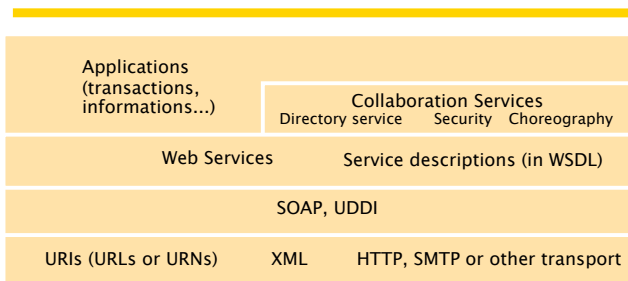 Applications
(transactions,
informations...)
Collaboration Services
Directory service Security Choreography
Web Services Service descriptions (in WSDL)
SOAP, UDDI
URIs (URLs or URNs) XML HTTP, SMTP or other transport